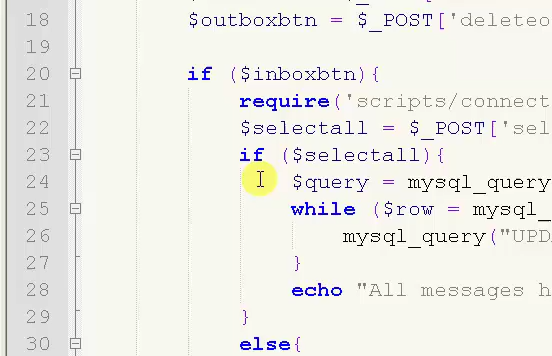 18 $outboxbtn = $_POST['deleteo
19
20 if ($inboxbtn){
21 require('scripts/connect
22 $selectall = $_POST['sel
23 if ($selectall){
24 $query = mysql_query
25 while ($row = mysql_
26 mysql_query("UPDA
27 }
28 echo "All messages h
29 }
30 else{